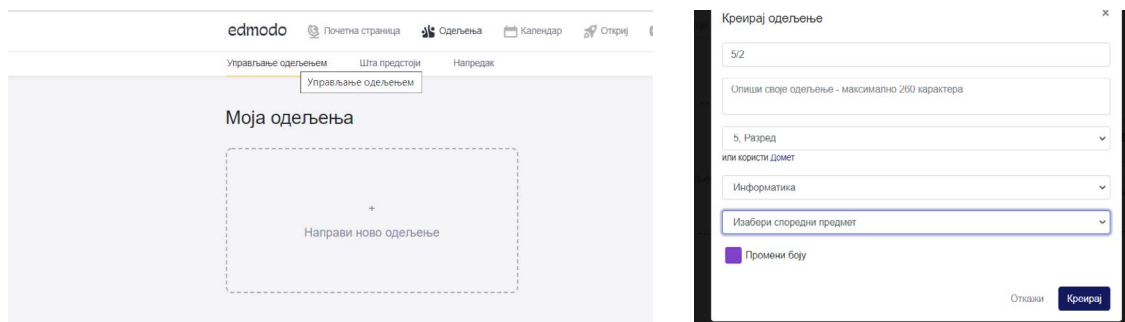 edmodo Почетна страница Одељења Календар Откриј
Управљање одељењем Шта предстоји Напредак
Управљање одељењем
Моја одељења
+
Направи ново одељење
Креирај одељење ×
5/2
Опиши своје одељење - максимално 260 карактера
5, Разред
или користи Домет
Информатика
Изабери споредни предмет
Промени боју
Откажи Креирај